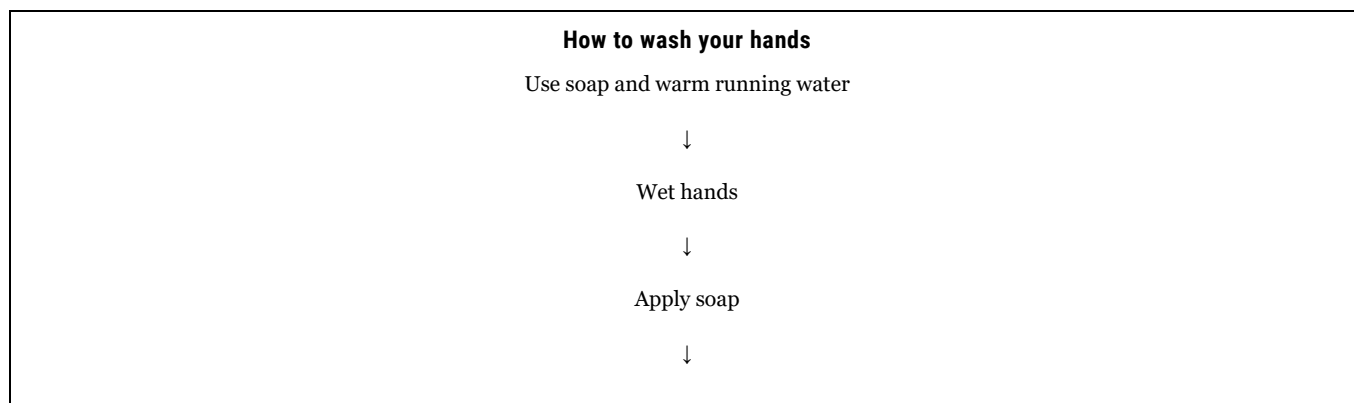 How to wash your hands
Use soap and warm running water
↓
Wet hands
↓
Apply soap
↓